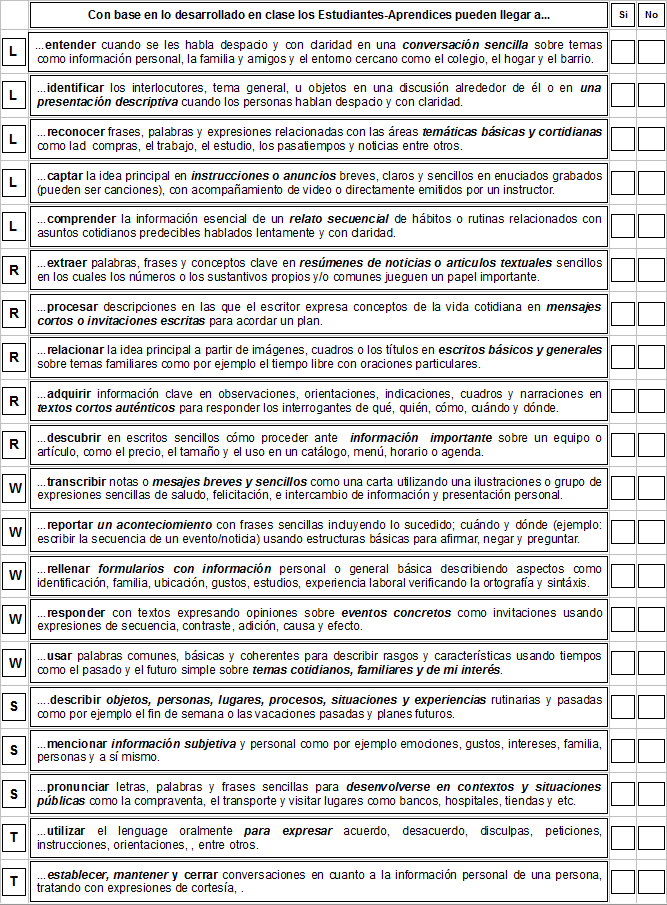 Con base en lo desarrollado en clase los Estudiantes-Aprendices pueden llegar a... Si No
L ...entender cuando se les habla despacio y con claridad en una conversación sencilla sobre temas
como información personal, la familia y amigos y el entorno cercano como el colegio, el hogar y el barrio.
L ...identificar los interlocutores, tema general, u objetos en una discusión alrededor de él o en una
presentación descriptiva cuando los personas hablan despacio y con claridad.
L ...reconocer frases, palabras y expresiones relacionadas con las áreas temáticas básicas y cortidianas
como lad compras, el trabajo, el estudio, los pasatiempos y noticias entre otros.
L ...captar la idea principal en instrucciones o anuncios breves, claros y sencillos en enuciados grabados
(pueden ser canciones), con acompañamiento de video o directamente emitidos por un instructor.
L ...comprender la información esencial de un relato secuencial de hábitos o rutinas relacionados con
asuntos cotidianos predecibles hablados lentamente y con claridad.
R ...extraer palabras, frases y conceptos clave en resúmenes de noticias o articulos textuales sencillos
en los cuales los números o los sustantivos propios y/o comunes jueguen un papel importante.
R ...procesar descripciones en las que el escritor expresa conceptos de la vida cotidiana en mensajes
cortos o invitaciones escritas para acordar un plan.
R ...relacionar la idea principal a partir de imágenes, cuadros o los títulos en escritos básicos y generales
sobre temas familiares como por ejemplo el tiempo libre con oraciones particulares.
R ...adquirir información clave en observaciones, orientaciones, indicaciones, cuadros y narraciones en
textos cortos auténticos para responder los interrogantes de qué, quién, cómo, cuándo y dónde.
R ...descubrir en escritos sencillos cómo proceder ante información importante sobre un equipo o
artículo, como el precio, el tamaño y el uso en un catálogo, menú, horario o agenda.
W ...transcribir notas o mesajes breves y sencillos como una carta utilizando una ilustraciones o grupo de
expresiones sencillas de saludo, felicitación, e intercambio de información y presentación personal.
W ...reportar un aconteciomiento con frases sencillas incluyendo lo sucedido; cuándo y dónde (ejemplo:
escribir la secuencia de un evento/noticia) usando estructuras básicas para afirmar, negar y preguntar.
W ...rellenar formularios con información personal o general básica describiendo aspectos como
identificación, familia, ubicación, gustos, estudios, experiencia laboral verificando la ortografía y sintáxis.
W ...responder con textos expresando opiniones sobre eventos concretos como invitaciones usando
expresiones de secuencia, contraste, adición, causa y efecto.
W ...usar palabras comunes, básicas y coherentes para describir rasgos y características usando tiempos
como el pasado y el futuro simple sobre temas cotidianos, familiares y de mi interés.
S ....describir objetos, personas, lugares, procesos, situaciones y experiencias rutinarias y pasadas
como por ejemplo el fin de semana o las vacaciones pasadas y planes futuros.
S ...mencionar información subjetiva y personal como por ejemplo emociones, gustos, intereses, familia,
personas y a sí mismo.
S ...pronunciar letras, palabras y frases sencillas para desenvolverse en contextos y situaciones
públicas como la compraventa, el transporte y visitar lugares como bancos, hospitales, tiendas y etc.
T ...utilizar el lenguage oralmente para expresar acuerdo, desacuerdo, disculpas, peticiones,
instrucciones, orientaciones, , entre otros.
T ...establecer, mantener y cerrar conversaciones en cuanto a la información personal de una persona,
tratando con expresiones de cortesía, .